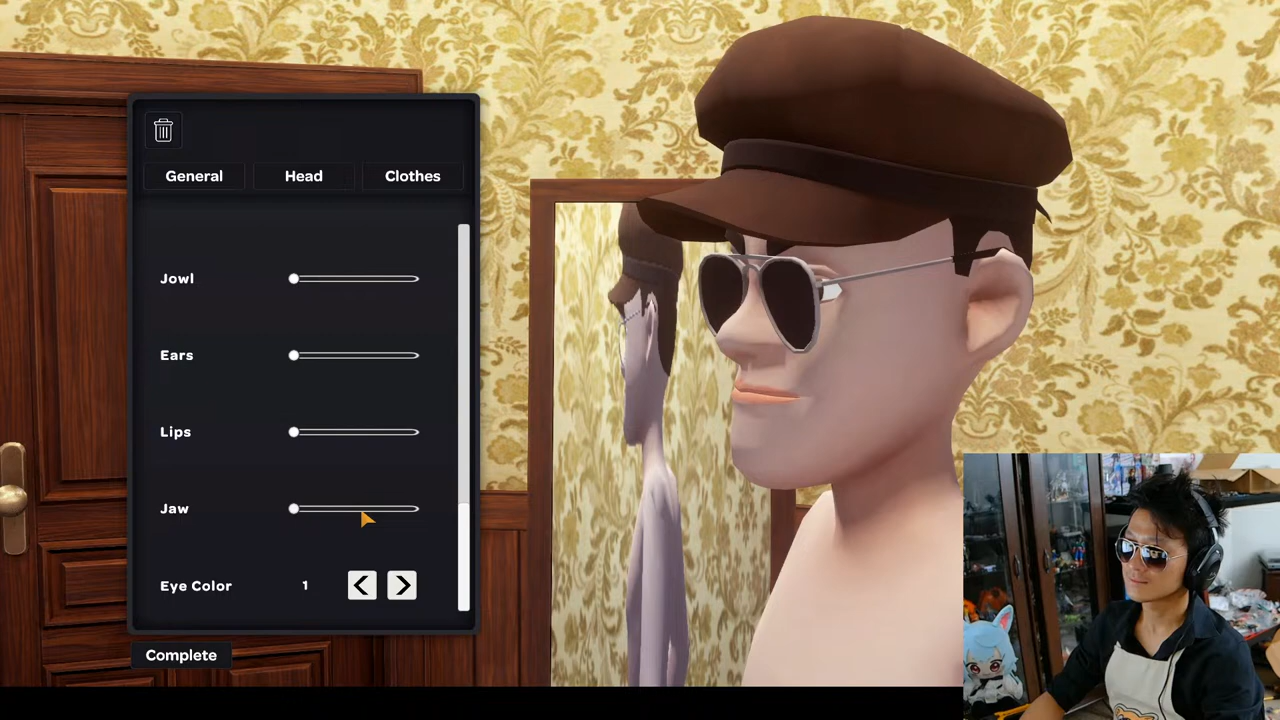 General Head Clothes
Jowl
Ears
Lips
Jaw
Eye Color 1
Complete